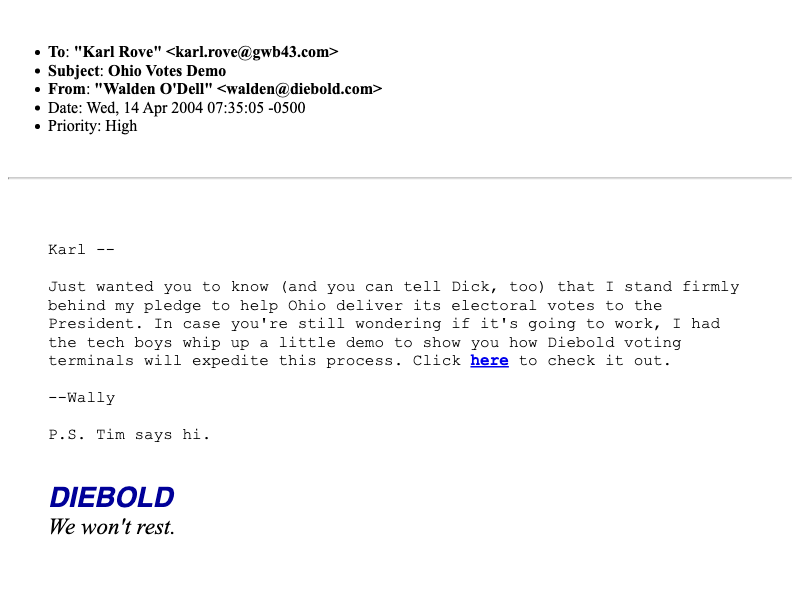 To: "Karl Rove" <karl.rove@gwb43.com>
Subject: Ohio Votes Demo
From: "Walden O'Dell" <walden@diebold.com>
Date: Wed, 14 Apr 2004 07:35:05 -0500
Priority: High
Karl --
Just wanted you to know (and you can tell Dick, too) that I stand firmly
behind my pledge to help Ohio deliver its electoral votes to the
President. In case you're still wondering if it's going to work, I had
the tech boys whip up a little demo to show you how Diebold voting
terminals will expedite this process. Click here to check it out.
--Wally
P.S. Tim says hi.
DIEBOLD
We won't rest.